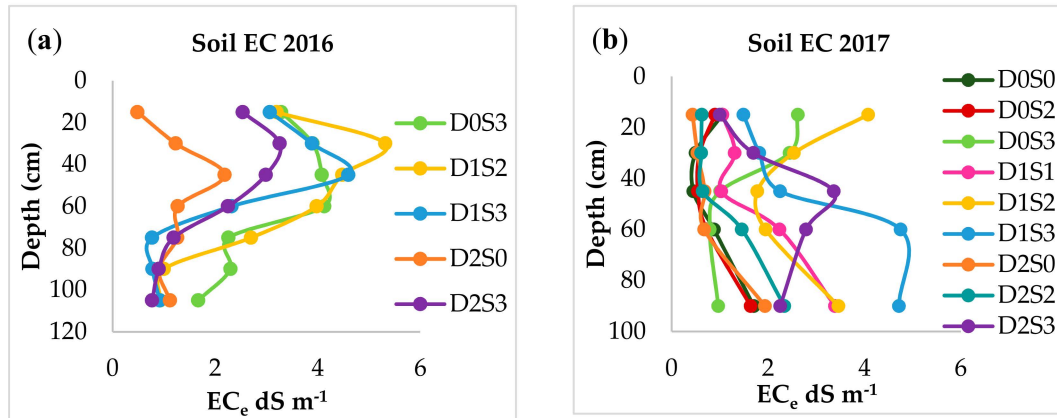 (a)
Soil EC 2016
0
20
40
60
80
100
120
Depth (cm)
0
2
4
6
ECe dS m⁻¹
D0S3
D1S2
D1S3
D2S0
D2S3
(b)
Soil EC 2017
0
20
40
60
80
100
Depth (cm)
0
2
4
6
ECe dS m⁻¹
D0S0
D0S2
D0S3
D1S1
D1S2
D1S3
D2S0
D2S2
D2S3